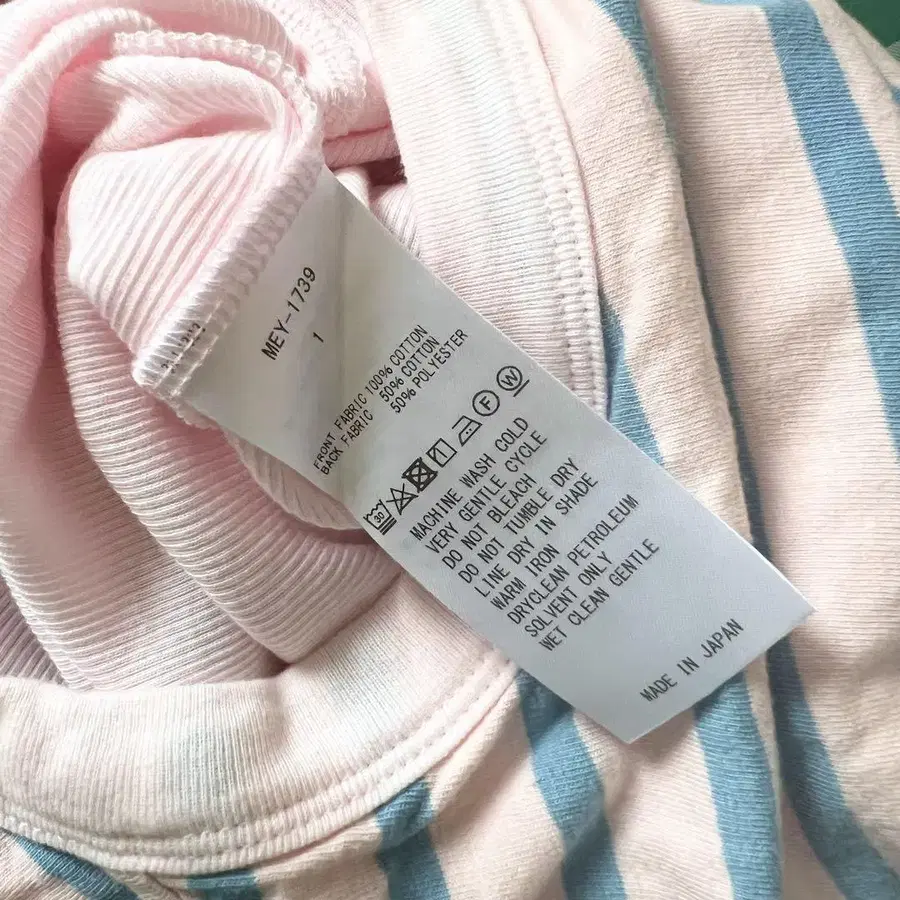 MEY-1739
1
FRONT FABRIC 100% COTTON
BACK FABRIC 50% COTTON
50% POLYESTER
30 F W
MACHINE WASH COLD
VERY GENTLE CYCLE
DO NOT BLEACH
DO NOT TUMBLE DRY
LINE DRY IN SHADE
WARM IRON
DRYCLEAN PETROLEUM
SOLVENT ONLY
WET CLEAN GENTLE
MADE IN JAPAN